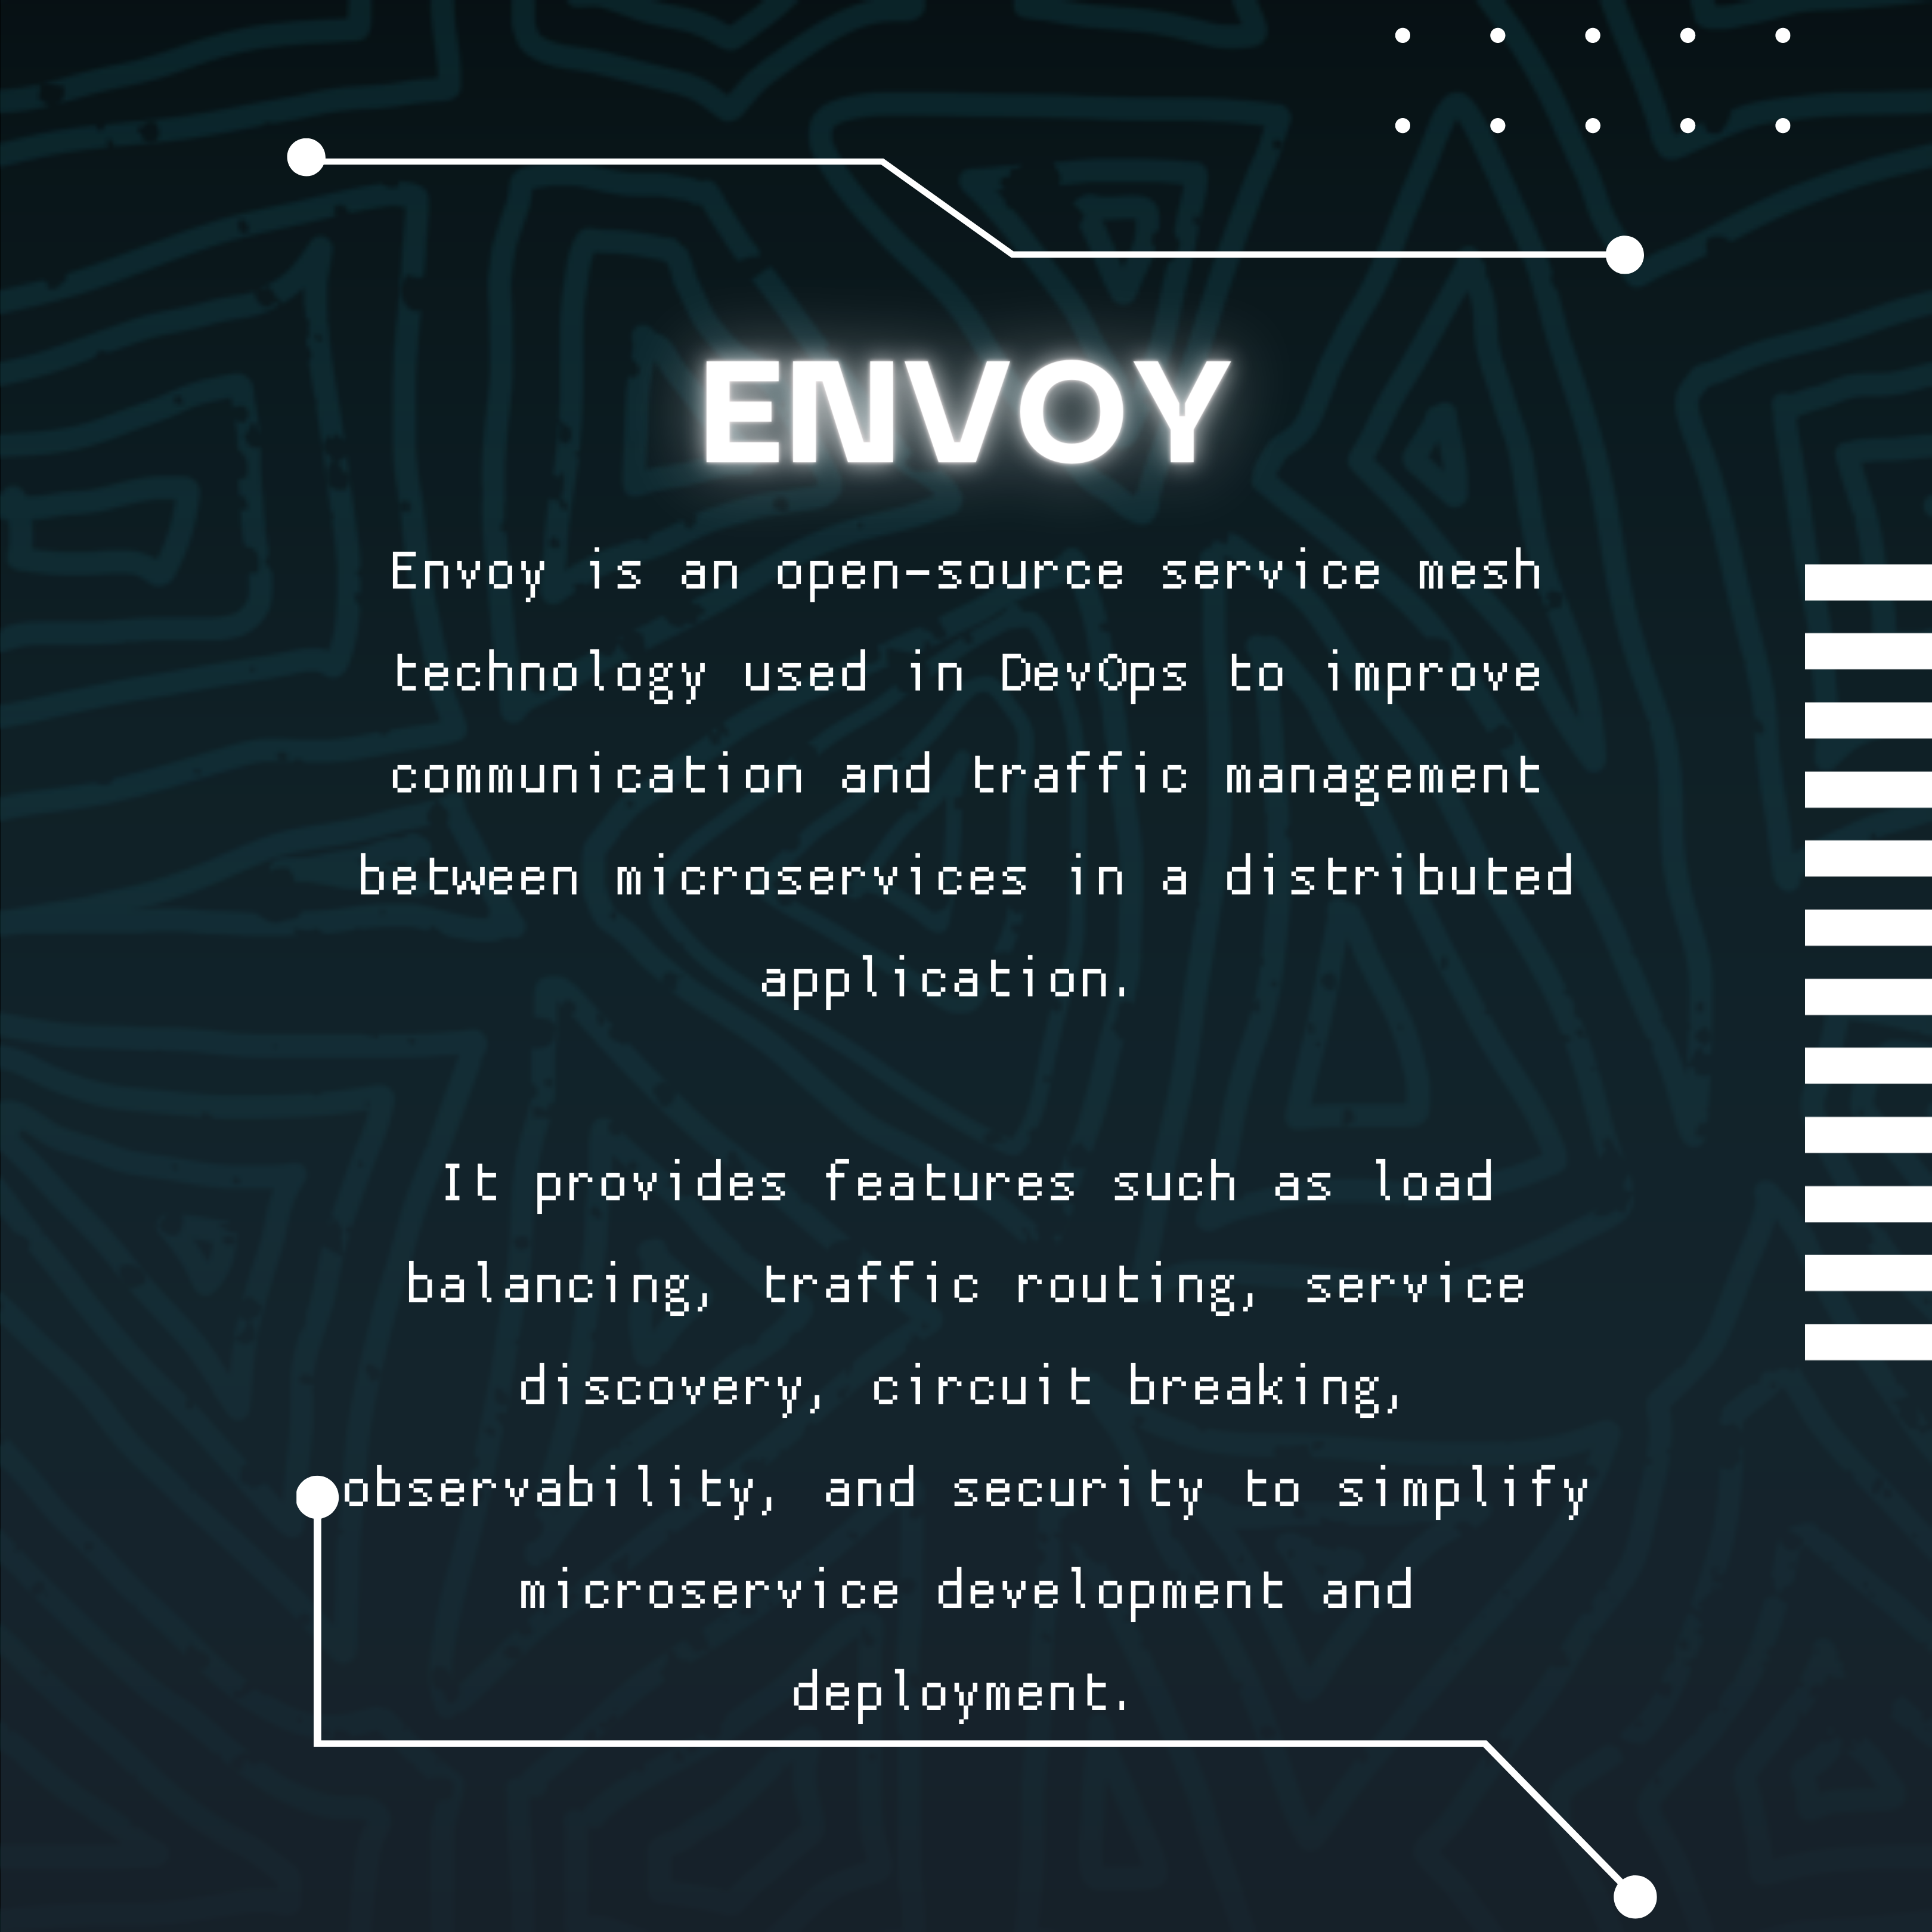 ENVOY
Envoy is an open-source service mesh
technology used in DevOps to improve
communication and traffic management
between microservices in a distributed
application.
It provides features such as load
balancing, traffic routing, service
discovery, circuit breaking,
observability, and security to simplify
microservice development and
deployment.